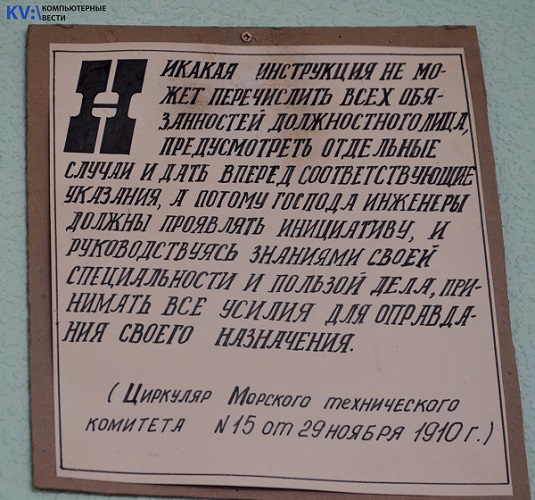 KV:\ КОМПЬЮТЕРНЫЕ
ВЕСТИ
НИКАКАЯ ИНСТРУКЦИЯ НЕ МО-
ЖЕТ ПЕРЕЧИСЛИТЬ ВСЕХ ОБЯ-
ЗАННОСТЕЙ ДОЛЖНОСТНОГО ЛИЦА,
ПРЕДУСМОТРЕТЬ ОТДЕЛЬНЫЕ
СЛУЧАИ И ДАТЬ ВПЕРЕД СООТВЕТСТВУЮЩИЕ
УКАЗАНИЯ, А ПОТОМУ ГОСПОДА ИНЖЕНЕРЫ
ДОЛЖНЫ ПРОЯВЛЯТЬ ИНИЦИАТИВУ, И
РУКОВОДСТВУЯСЬ ЗНАНИЯМИ СВОЕЙ
СПЕЦИАЛЬНОСТИ И ПОЛЬЗОЙ ДЕЛА, ПРИ-
НИМАТЬ ВСЕ УСИЛИЯ ДЛЯ ОПРАВДА-
НИЯ СВОЕГО НАЗНАЧЕНИЯ.
(Циркуляр Морского технического
комитета N15 от 29 ноября 1910 г.)